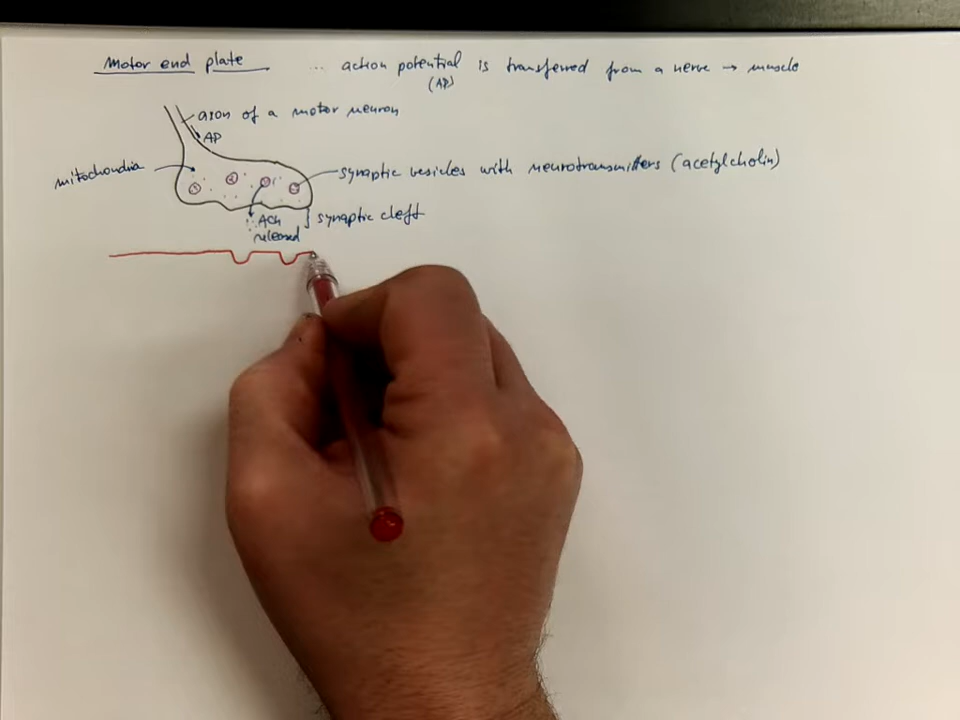 Motor end plate ... action potential is transferred from a nerve → muscle
(AP)
axon of a motor neuron
AP
mitochondria
synaptic vesicles with neurotransmitters (acetylcholin)
ACh
released
synaptic cleft